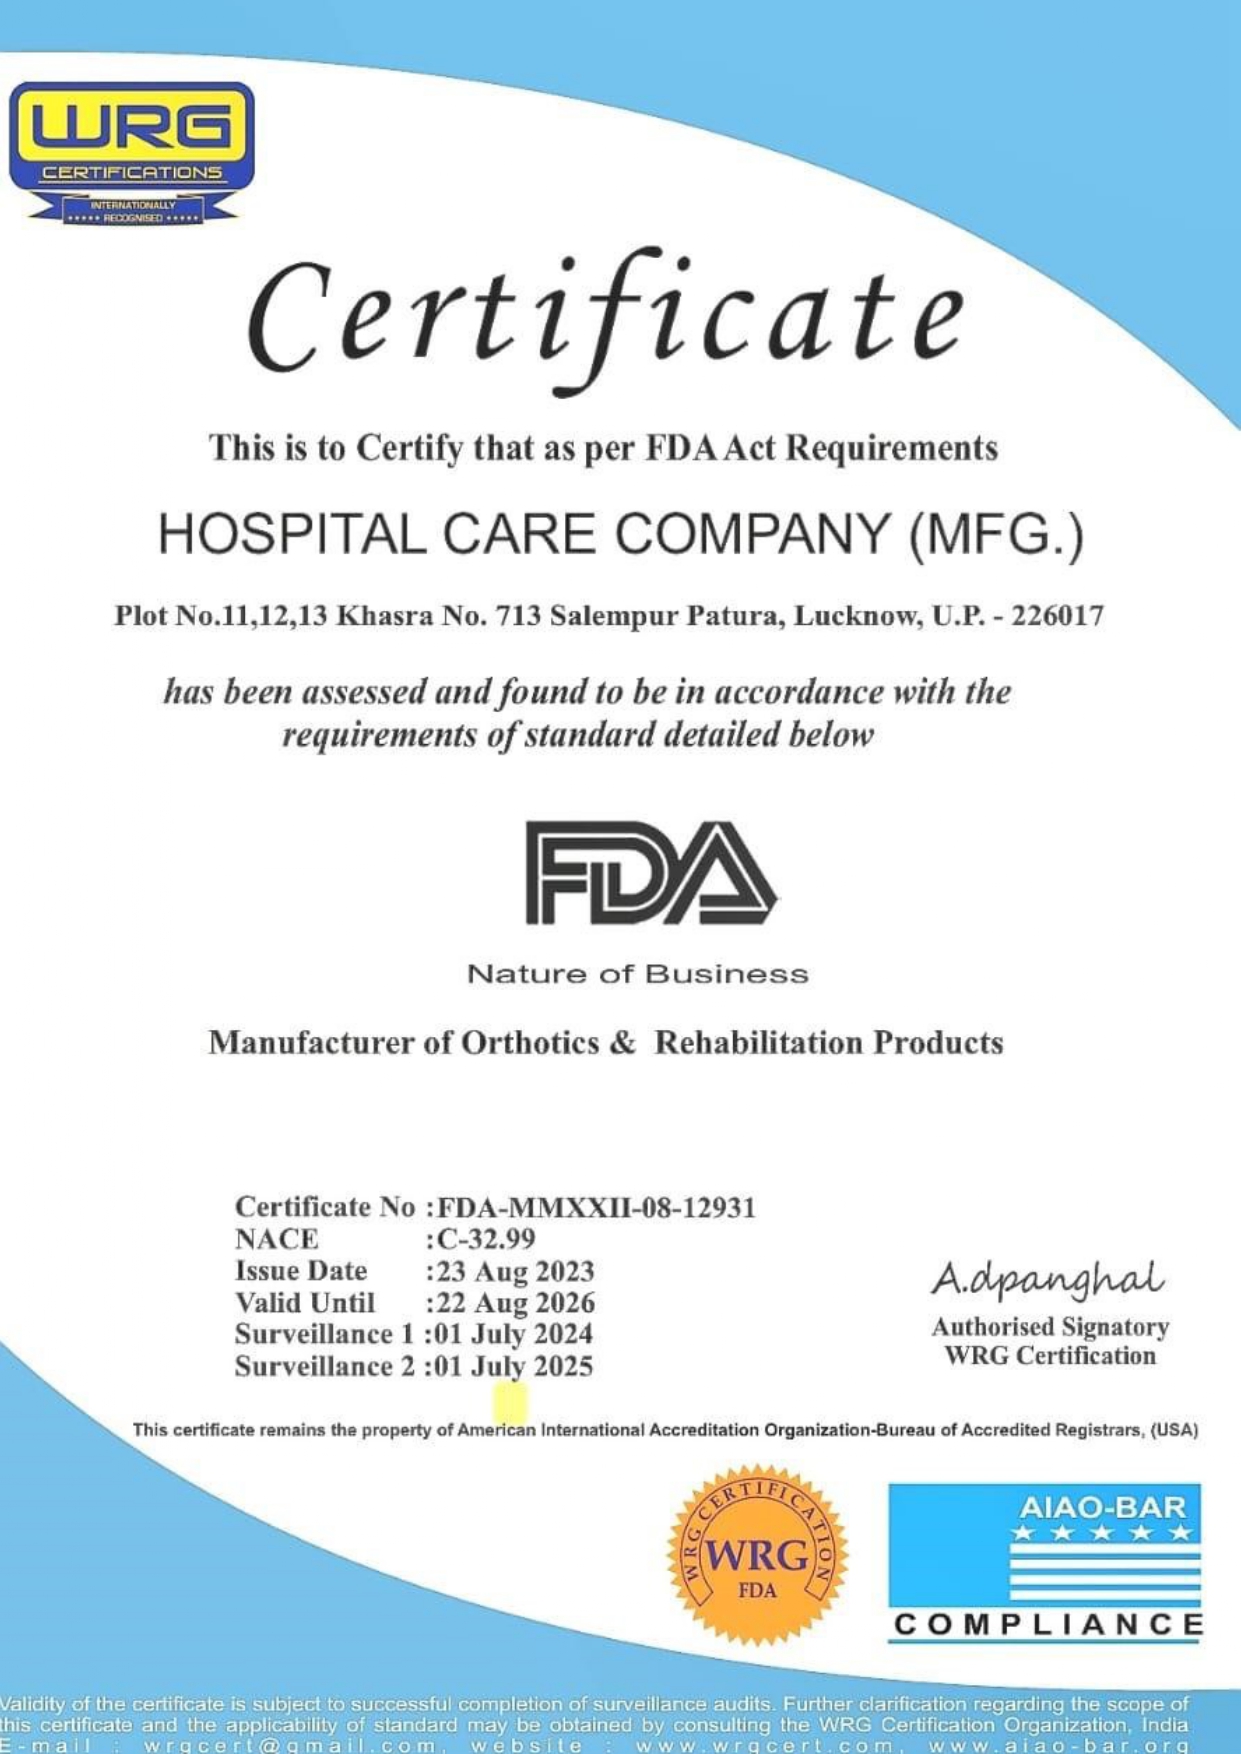 WRG
CERTIFICATIONS
INTERNATIONALLY
RECOGNISED
Certificate
This is to Certify that as per FDA Act Requirements
HOSPITAL CARE COMPANY (MFG.)
Plot No.11,12,13 Khasra No. 713 Salempur Patura, Lucknow, U.P. - 226017
has been assessed and found to be in accordance with the
requirements of standard detailed below
FDA
Nature of Business
Manufacturer of Orthotics & Rehabilitation Products
Certificate No :FDA-MMXXII-08-12931
NACE :C-32.99
Issue Date :23 Aug 2023
Valid Until :22 Aug 2026
Surveillance 1 :01 July 2024
Surveillance 2 :01 July 2025
A.dpanghal
Authorised Signatory
WRG Certification
This certificate remains the property of American International Accreditation Organization-Bureau of Accredited Registrars, (USA)
WRG CERTIFICATION
WRG
FDA
AIAO-BAR
COMPLIANCE
Validity of the certificate is subject to successful completion of surveillance audits. Further clarification regarding the scope of
this certificate and the applicability of standard may be obtained by consulting the WRG Certification Organization, India
E-mail : wrgcert@gmail.com, website : www.wrgcert.com, www.aiao-bar.org